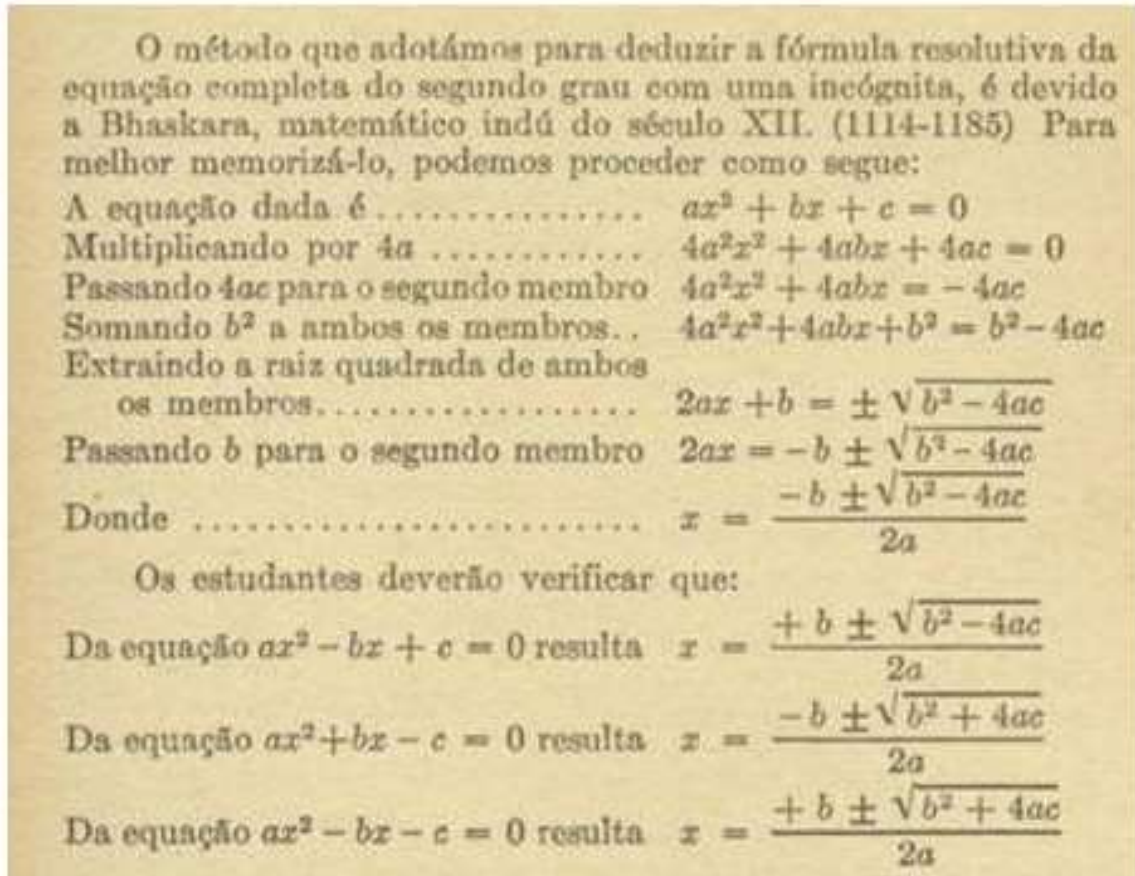 O método que adotámos para deduzir a fórmula resolutiva da
equação completa do segundo grau com uma incógnita, é devido
a Bhaskara, matemático indú do século XII. (1114-1185) Para
melhor memorizá-lo, podemos proceder como segue:
A equação dada é ............... ax² + bx + c = 0
Multiplicando por 4a ............ 4a²x² + 4abx + 4ac = 0
Passando 4ac para o segundo membro 4a²x² + 4abx = - 4ac
Somando b² a ambos os membros.. 4a²x²+4abx+b² = b²-4ac
Extraindo a raiz quadrada de ambos
os membros.................. 2ax +b = ± √(b² - 4ac)
Passando b para o segundo membro 2ax = -b ± √(b² - 4ac)
Donde ......................... x = (-b ± √(b² - 4ac))/2a
Os estudantes deverão verificar que:
Da equação ax² - bx + c = 0 resulta x = (+ b ± √(b² - 4ac))/2a
Da equação ax²+bx - c = 0 resulta x = (-b ± √(b² + 4ac))/2a
Da equação ax² - bx - c = 0 resulta x = (+ b ± √(b² + 4ac))/2a